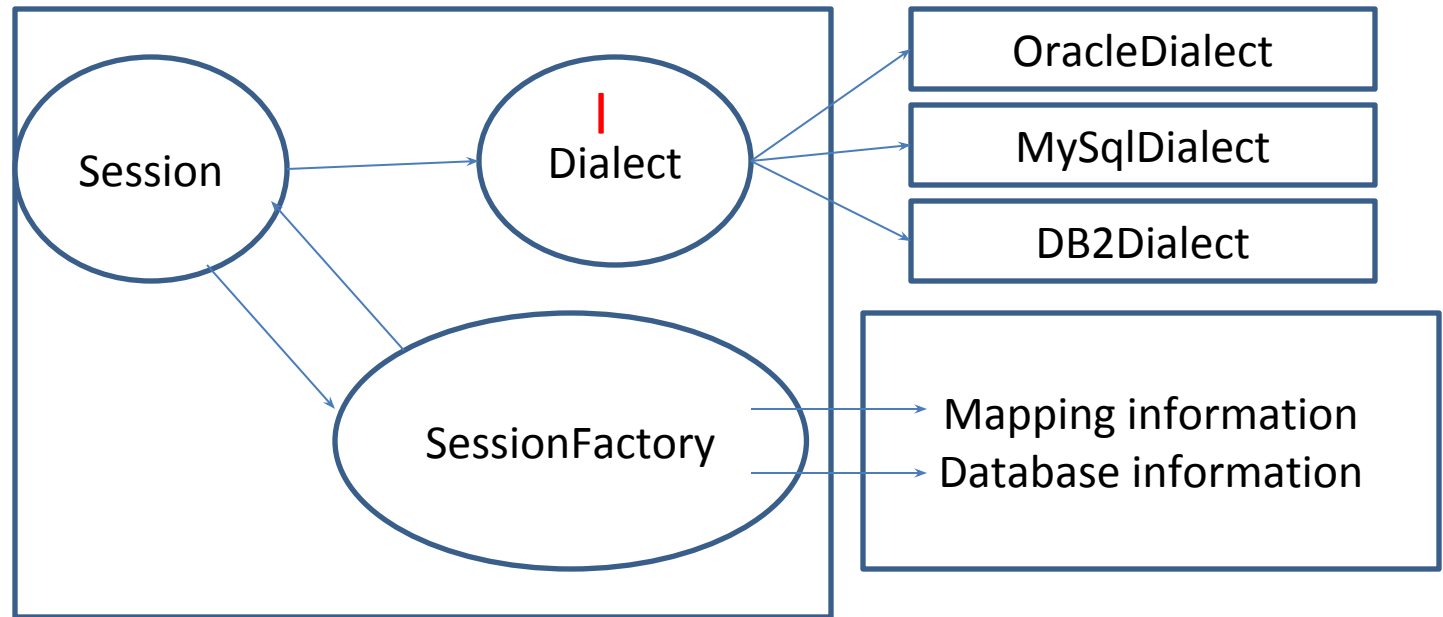 Session
I
Dialect
OracleDialect
MySqlDialect
DB2Dialect
SessionFactory
Mapping information
Database information